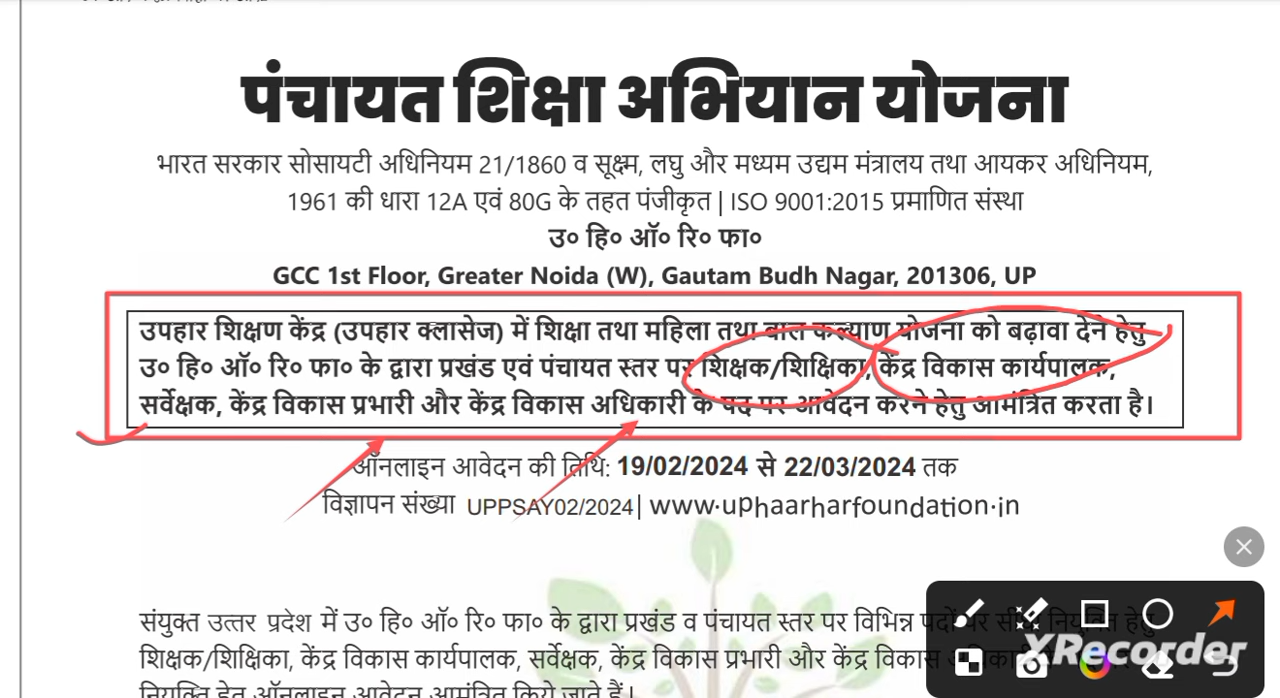 पंचायत शिक्षा अभियान योजना
भारत सरकार सोसायटी अधिनियम 21/1860 व सूक्ष्म, लघु और मध्यम उद्यम मंत्रालय तथा आयकर अधिनियम,
1961 की धारा 12A एवं 80G के तहत पंजीकृत | ISO 9001:2015 प्रमाणित संस्था
उ० हि० ऑ० रि० फा०
GCC 1st Floor, Greater Noida (W), Gautam Budh Nagar, 201306, UP
उपहार शिक्षण केंद्र (उपहार क्लासेज) में शिक्षा तथा महिला तथा बाल कल्याण योजना को बढ़ावा देने हेतु
उ० हि० ऑ० रि० फा० के द्वारा प्रखंड एवं पंचायत स्तर पर शिक्षक/शिक्षिका, केंद्र विकास कार्यपालक,
सर्वेक्षक, केंद्र विकास प्रभारी और केंद्र विकास अधिकारी के पद पर आवेदन करने हेतु आमंत्रित करता है।
ऑनलाइन आवेदन की तिथि: 19/02/2024 से 22/03/2024 तक
विज्ञापन संख्या UPPSAY02/2024| www.uphaarharfoundation.in
संयुक्त उत्तर प्रदेश में उ० हि० ऑ० रि० फा० के द्वारा प्रखंड व पंचायत स्तर पर विभिन्न पदों पर सीधी नियुक्ति हेतु
शिक्षक/शिक्षिका, केंद्र विकास कार्यपालक, सर्वेक्षक, केंद्र विकास प्रभारी और केंद्र विकास
नियुक्ति हेतु ऑनलाइन आवेदन आमंत्रित किये जाते हैं।
XRecorder